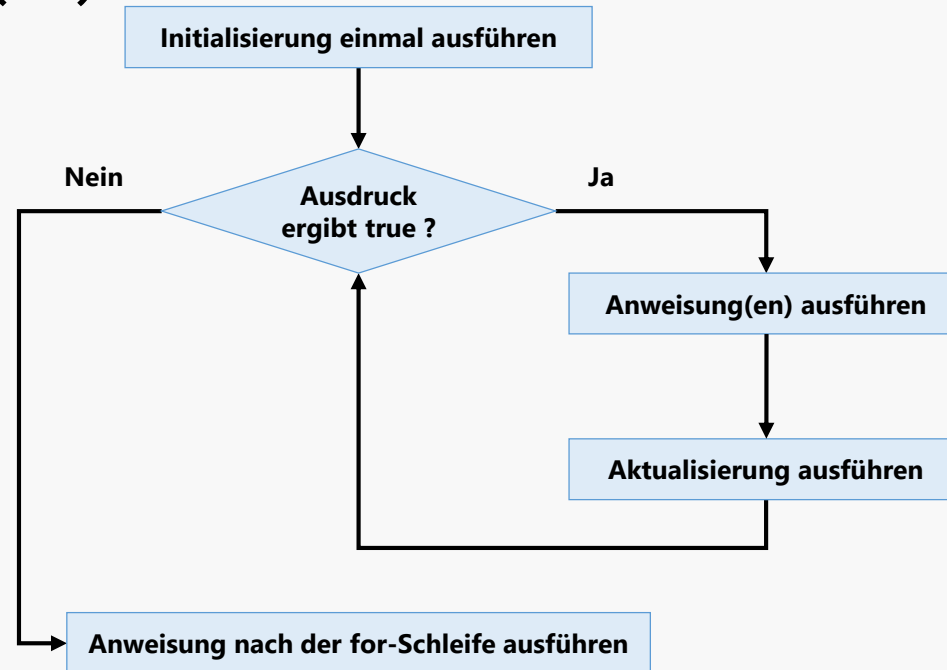 Initialisierung einmal ausführen
Nein
Ja
Ausdruck
ergibt true ?
Anweisung(en) ausführen
Aktualisierung ausführen
Anweisung nach der for-Schleife ausführen